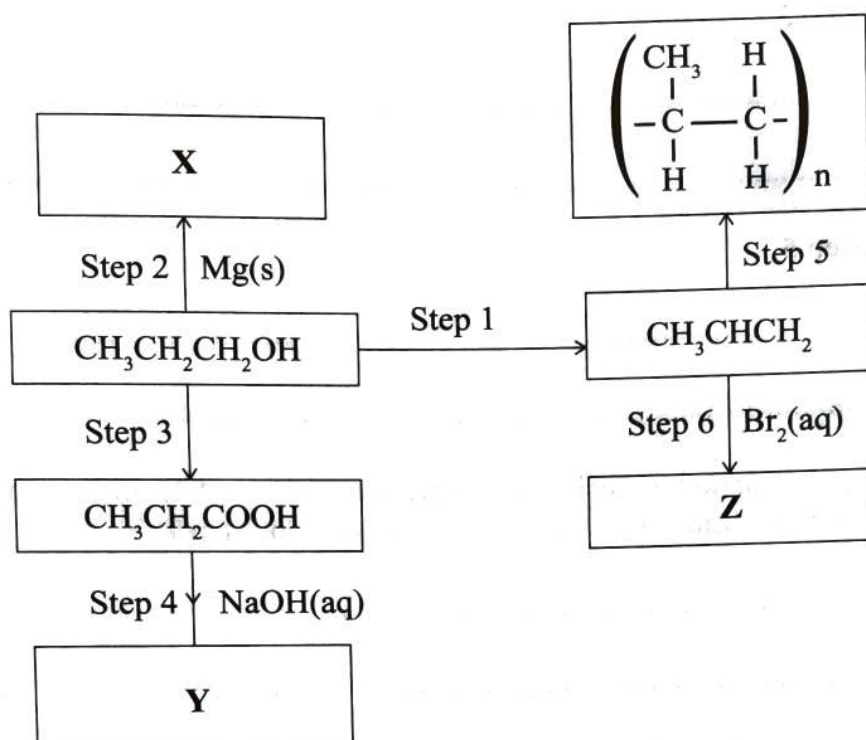 CH₃ H
( –C — C– )n
H H
X
Step 2 Mg(s)
Step 5
Step 1
CH₃CH₂CH₂OH
CH₃CHCH₂
Step 3
Step 6 Br₂(aq)
CH₃CH₂COOH
Z
Step 4 NaOH(aq)
Y